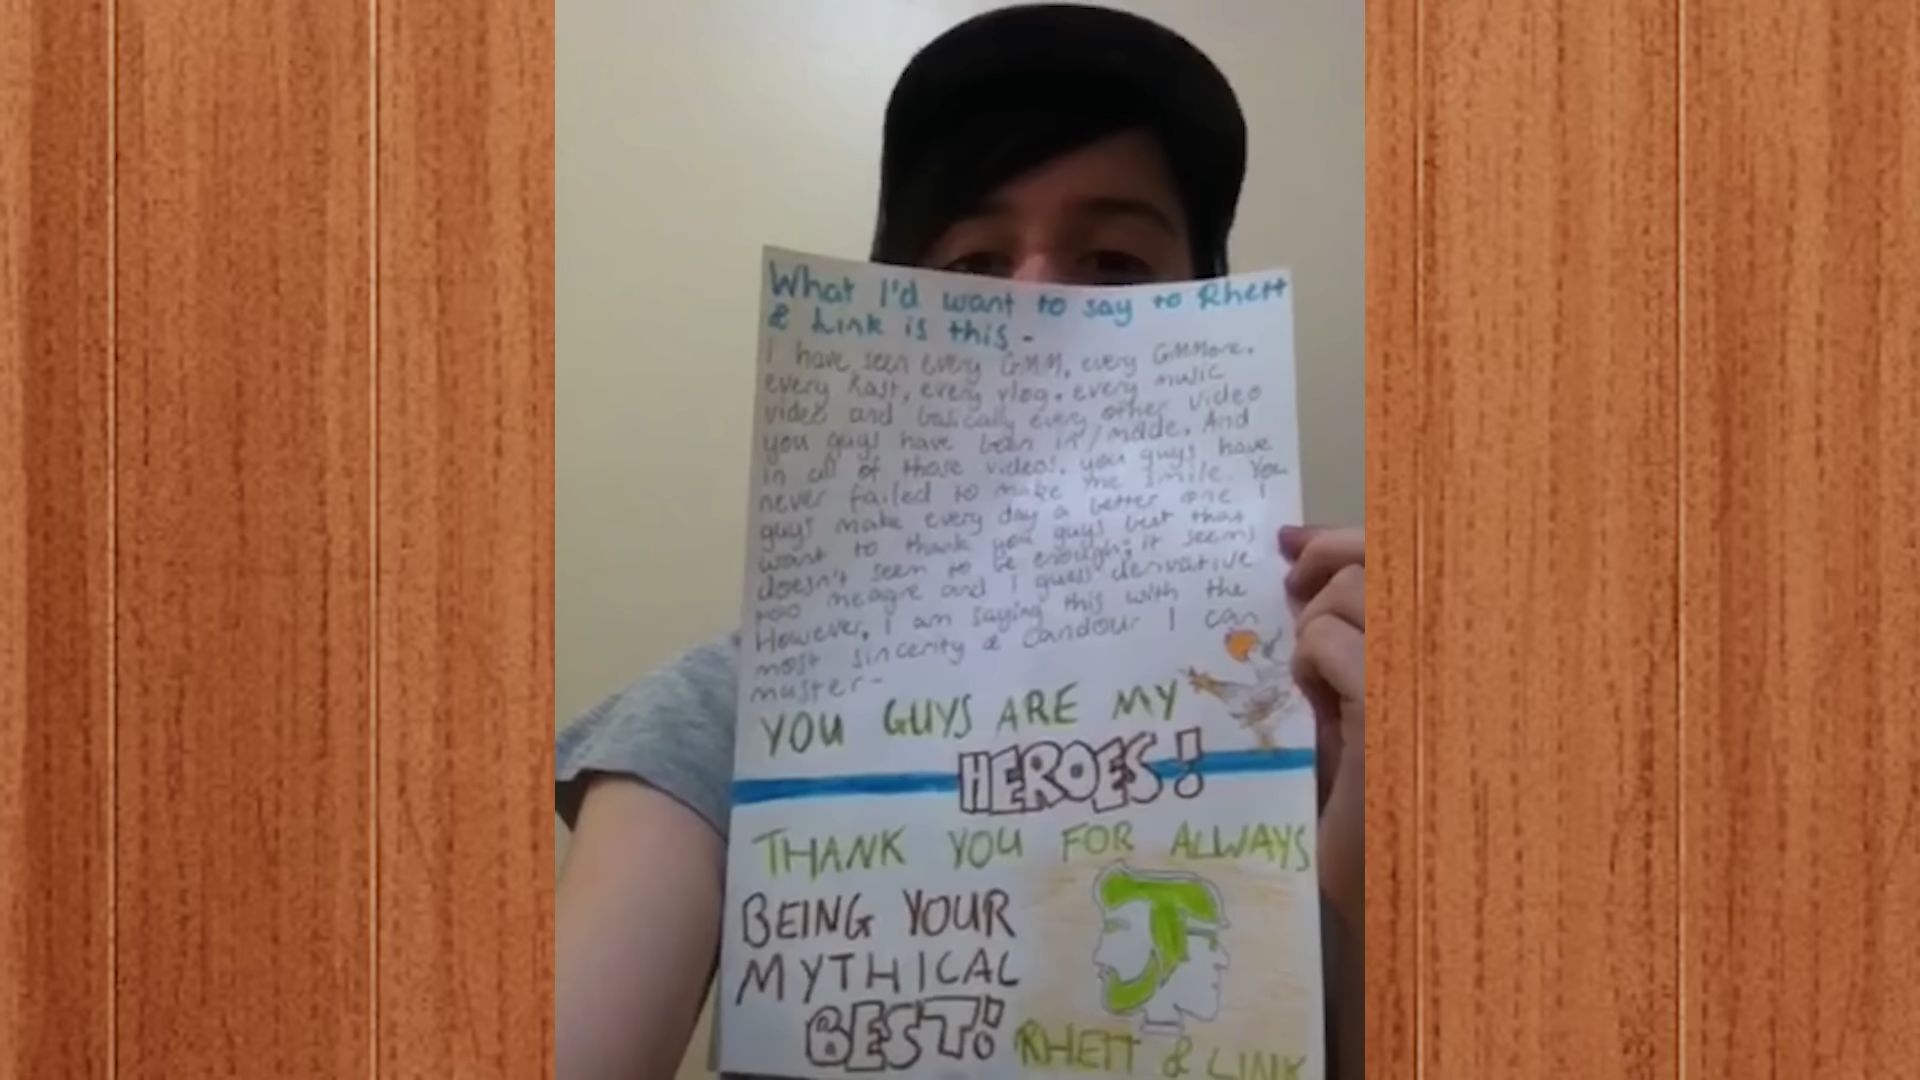 What I'd want to say to Rhett
& Link is this -
I have seen every GMM, every GMMore,
every Kast, every vlog, every music
video and basically every other video
you guys have been in/made. And
in all of those videos, you guys have
never failed to make me smile. You
guys make every day a better one I
want to thank you guys but that
doesn't seem to be enough; it seems
too meagre and I guess derivative
However, I am saying this with the
most sincerity & candour I can
muster-
YOU GUYS ARE MY
HEROES!
THANK YOU FOR ALWAYS
BEING YOUR
MYTHICAL
BEST!
RHETT & LINK